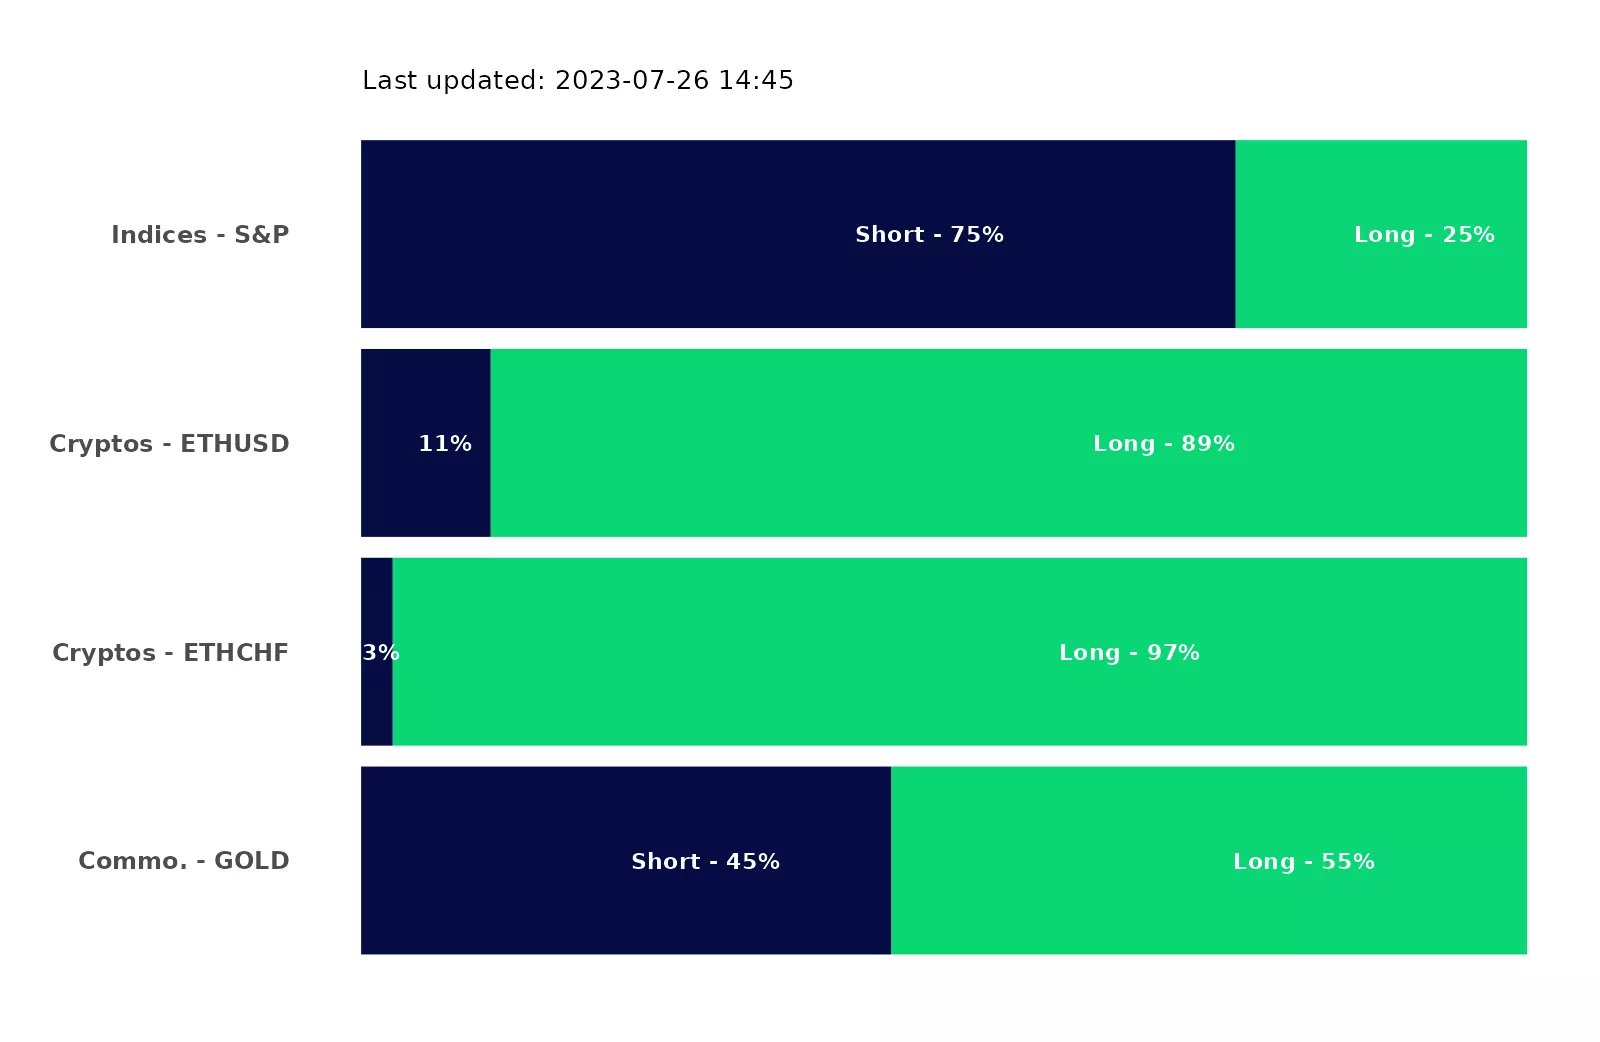 Last updated: 2023-07-26 14:45
Indices - S&P
Short - 75%
Long - 25%
Cryptos - ETHUSD
11%
Long - 89%
Cryptos - ETHCHF
3%
Long - 97%
Commo. - GOLD
Short - 45%
Long - 55%